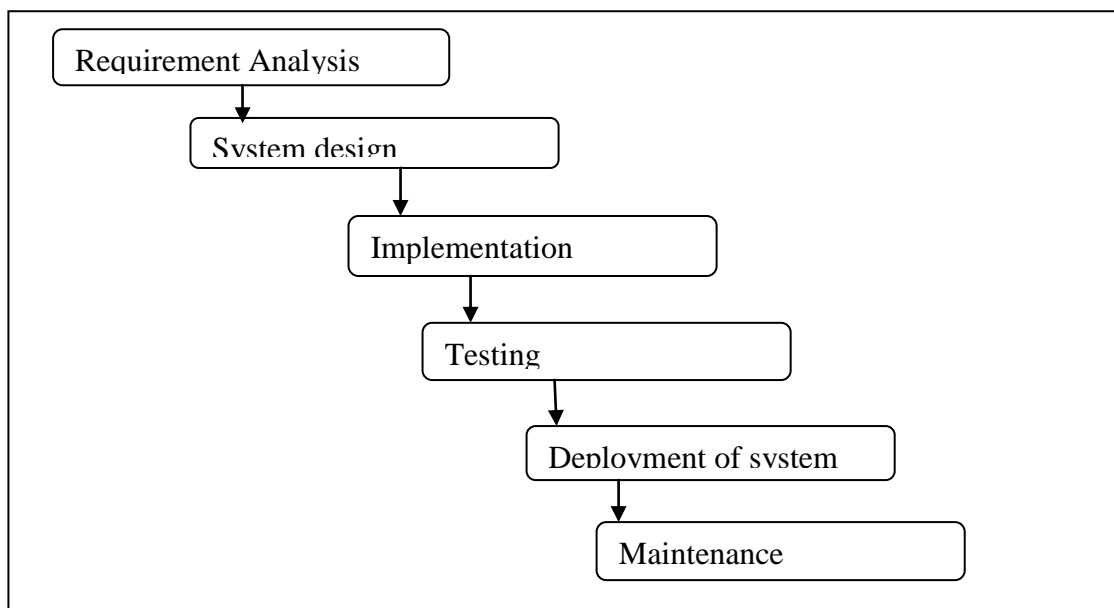 Requirement Analysis
System design
Implementation
Testing
Deployment of system
Maintenance